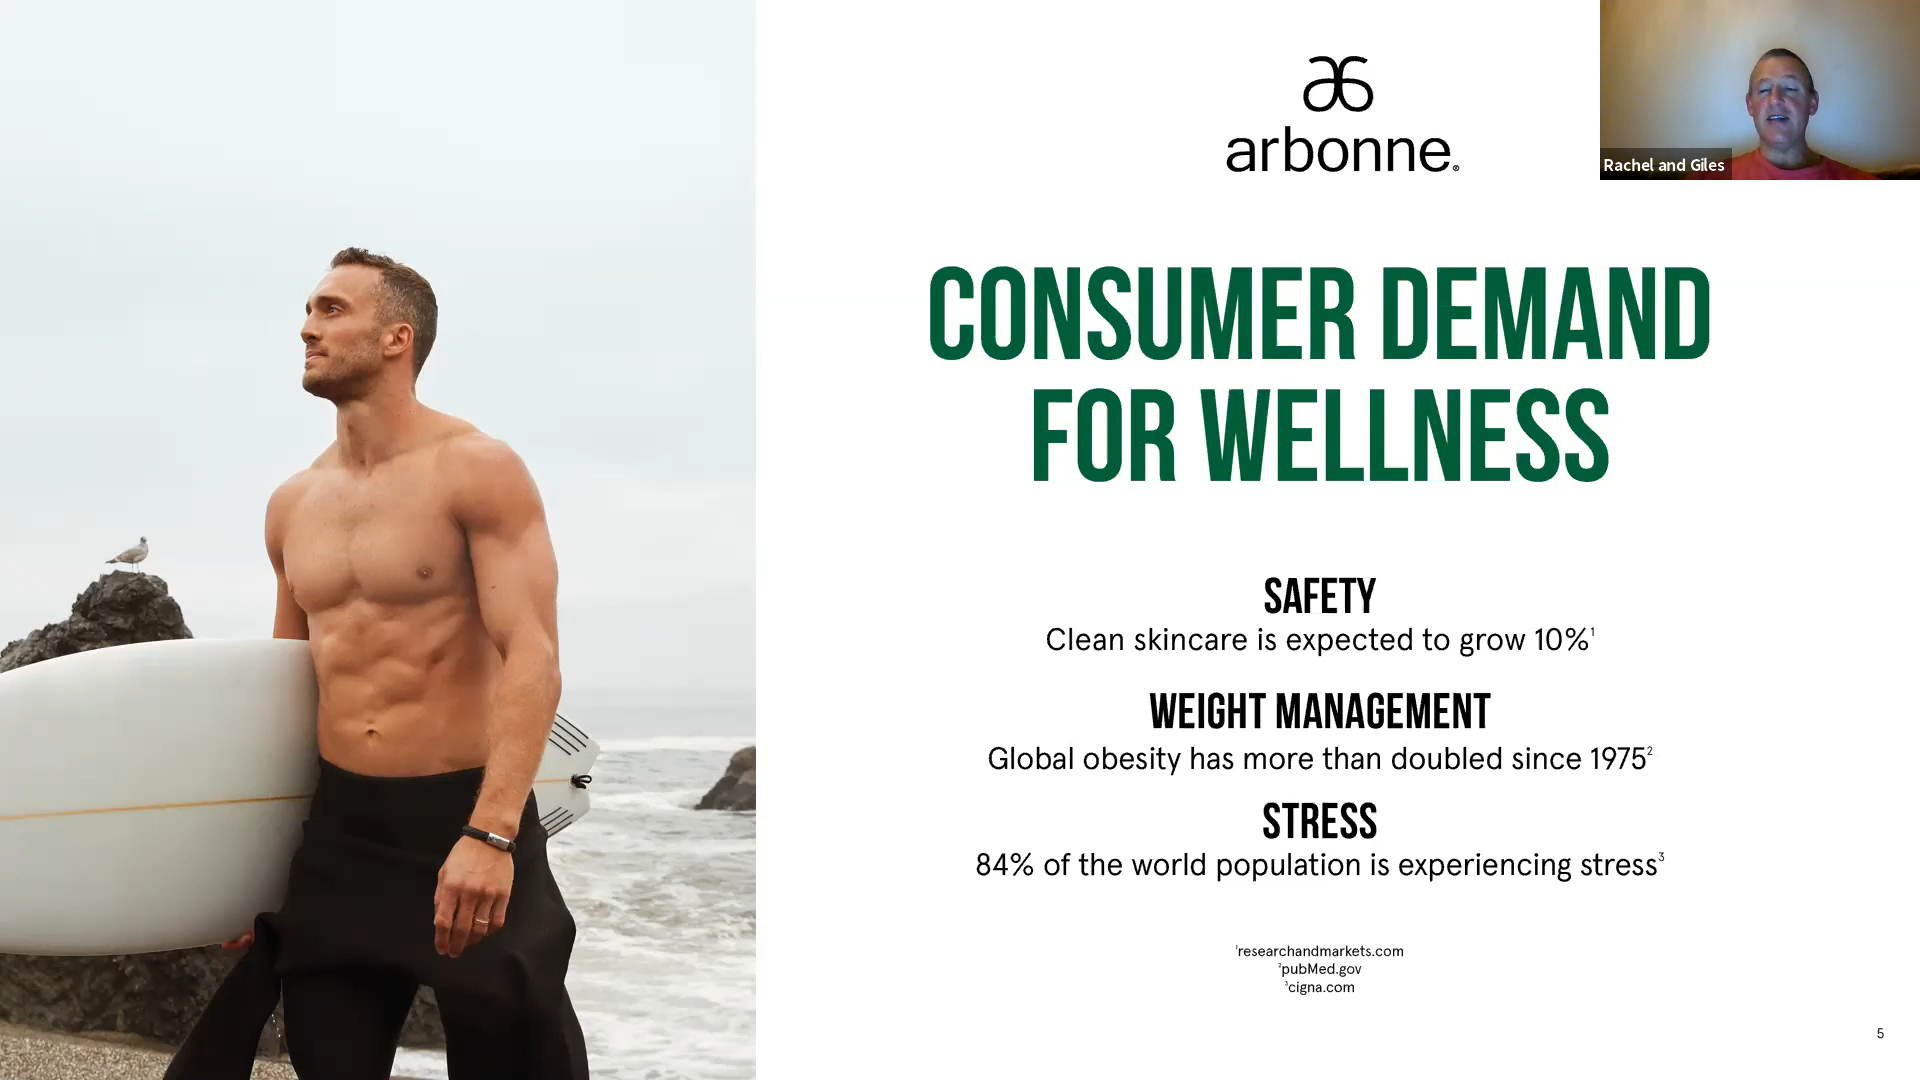 arbonne®
Rachel and Giles
CONSUMER DEMAND
FOR WELLNESS
SAFETY
Clean skincare is expected to grow 10%¹
WEIGHT MANAGEMENT
Global obesity has more than doubled since 1975²
STRESS
84% of the world population is experiencing stress³
¹researchandmarkets.com
²pubMed.gov
³cigna.com
5